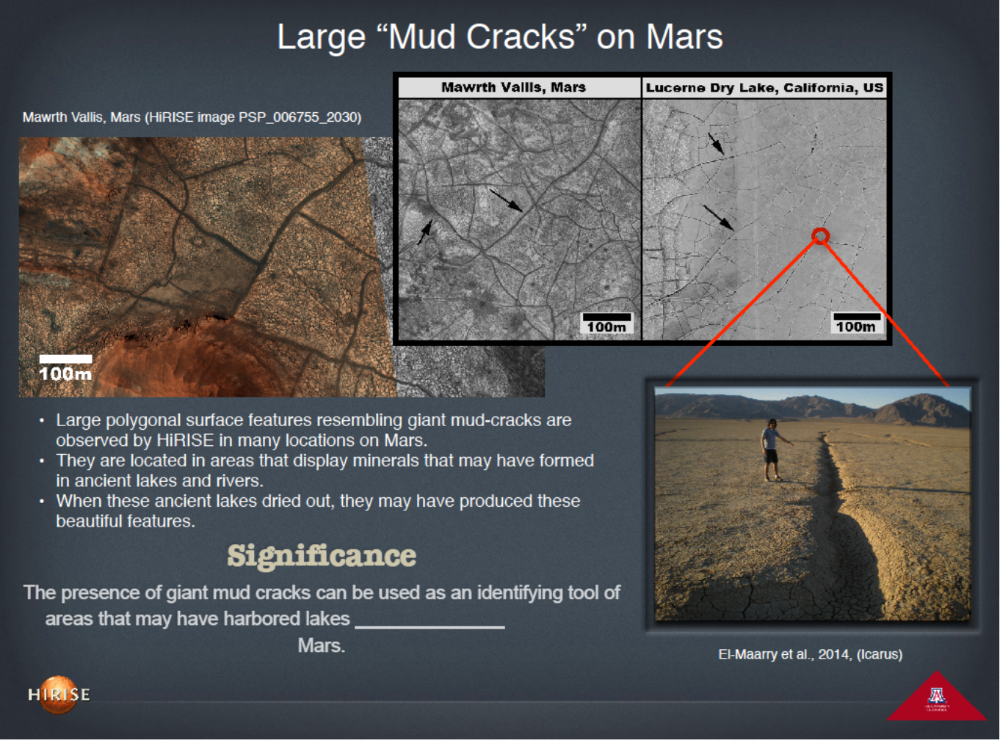 Large “Mud Cracks” on Mars
Mawrth Vallis, Mars (HiRISE image PSP_006755_2030)
Mawrth Vallis, Mars
Lucerne Dry Lake, California, US
100m
100m
100m
• Large polygonal surface features resembling giant mud-cracks are
observed by HiRISE in many locations on Mars.
• They are located in areas that display minerals that may have formed
in ancient lakes and rivers.
• When these ancient lakes dried out, they may have produced these
beautiful features.
Significance
The presence of giant mud cracks can be used as an identifying tool of
areas that may have harbored lakes _______________
Mars.
El-Maarry et al., 2014, (Icarus)
HIRISE
A